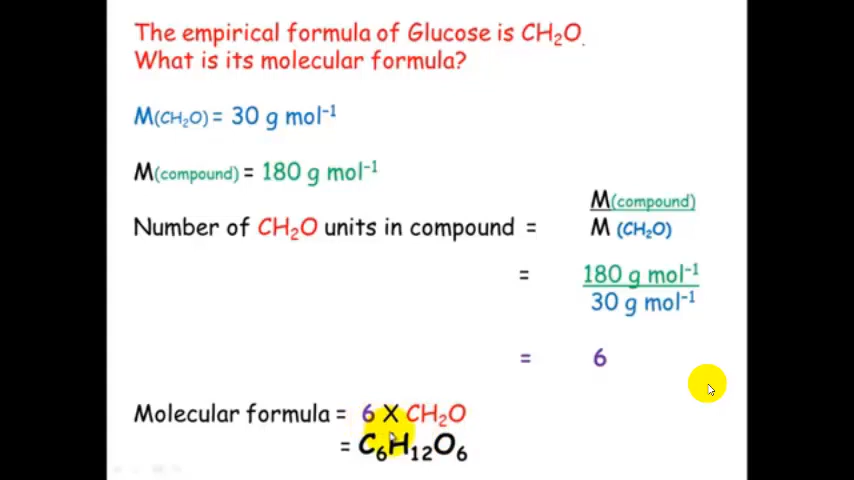 The empirical formula of Glucose is CH₂O.
What is its molecular formula?
M(CH₂O) = 30 g mol⁻¹
M(compound) = 180 g mol⁻¹
M(compound)
Number of CH₂O units in compound =
M (CH₂O)
= 180 g mol⁻¹
30 g mol⁻¹
= 6
Molecular formula = 6 X CH₂O
= C₆H₁₂O₆